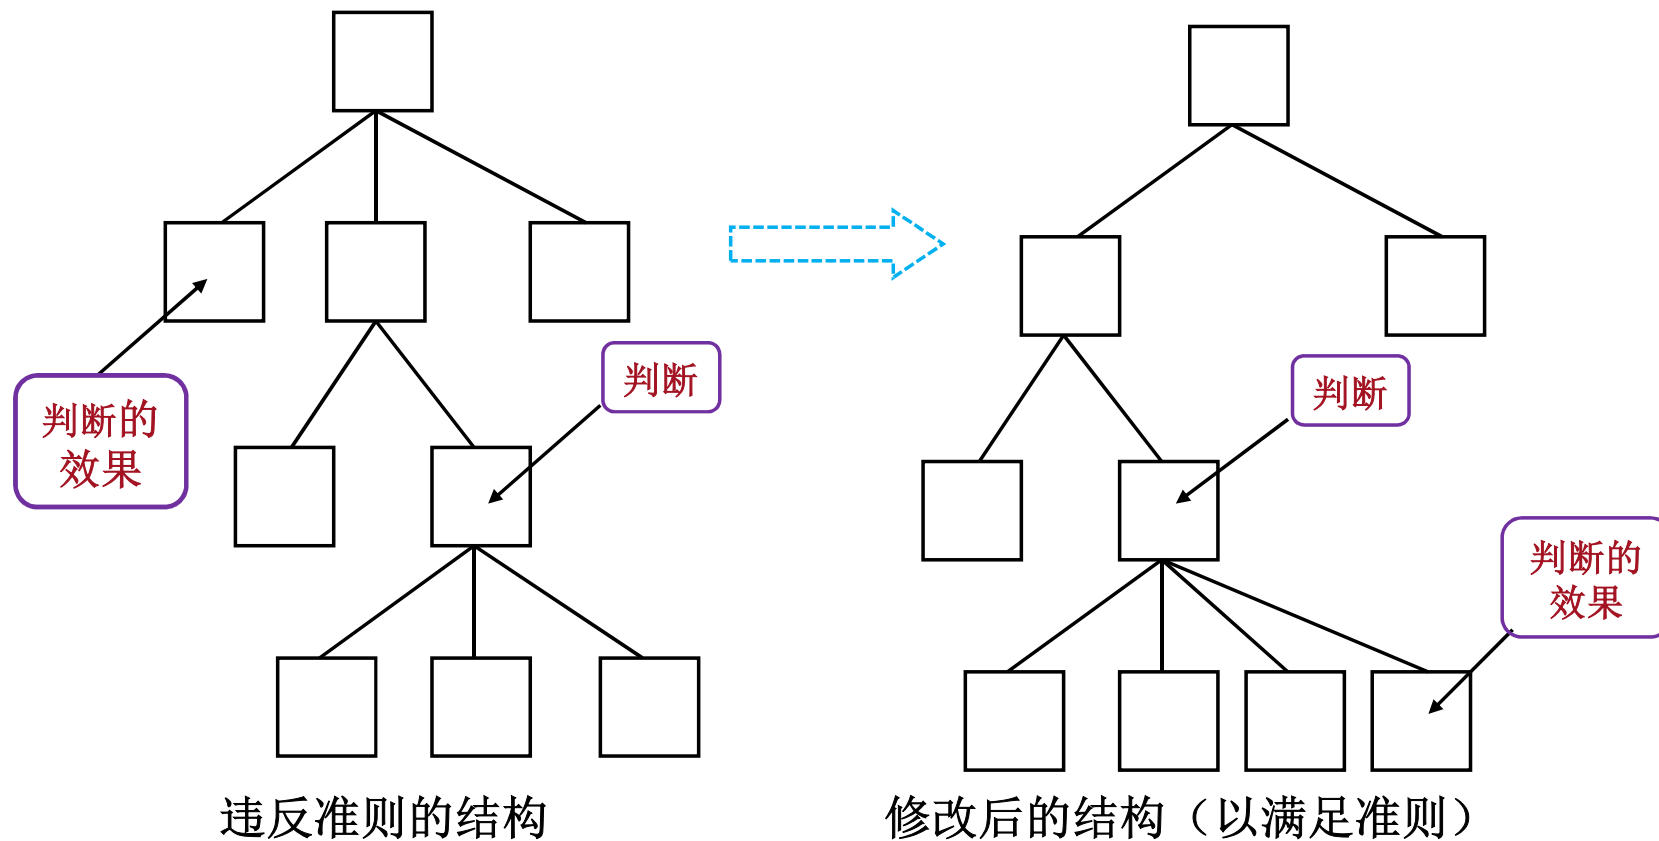 判断的
效果
判断
违反准则的结构
判断
判断的
效果
修改后的结构（以满足准则）